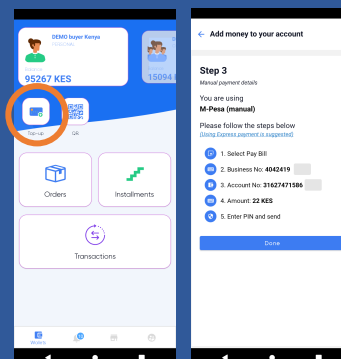 DEMO buyer Kenya
PERSONAL
95267 KES
15094
Top-up
QR
Orders
Installments
Transactions
Wallets
Add money to your account
Step 3
Manual payment details
You are using
M-Pesa (manual)
Please follow the steps below
(Using Express payment is suggested)
1. Select Pay Bill
2. Business No: 4042419
3. Account No: 31627471586
4. Amount: 22 KES
5. Enter PIN and send
Done